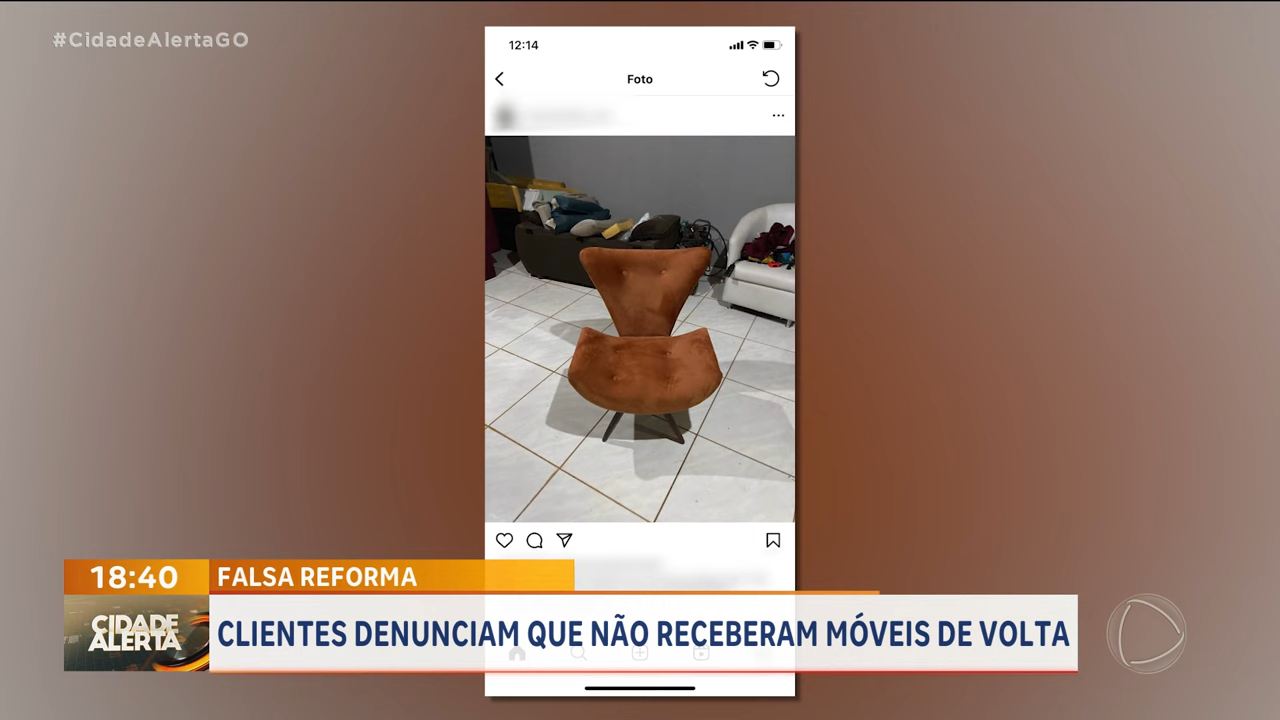 #CidadeAlertaGO
12:14
Foto
18:40
FALSA REFORMA
CIDADE
ALERTA
CLIENTES DENUNCIAM QUE NÃO RECEBERAM MÓVEIS DE VOLTA